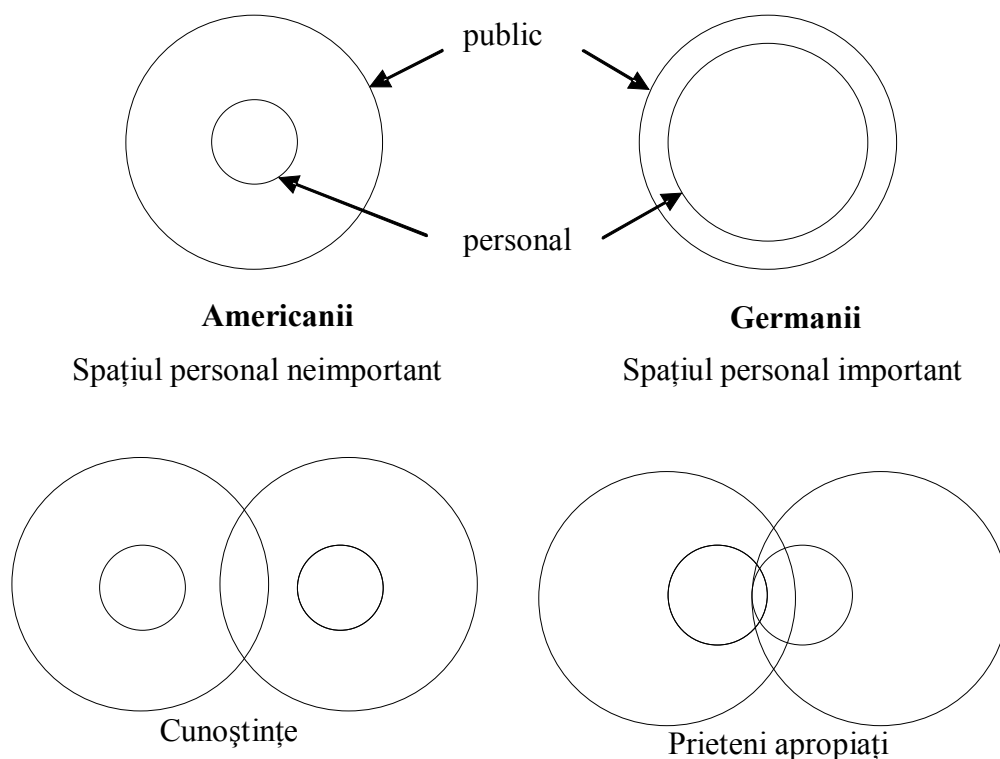 public
personal
Americanii
Germanii
Spațiul personal neimportant
Spațiul personal important
Cunoştințe
Prieteni apropiați